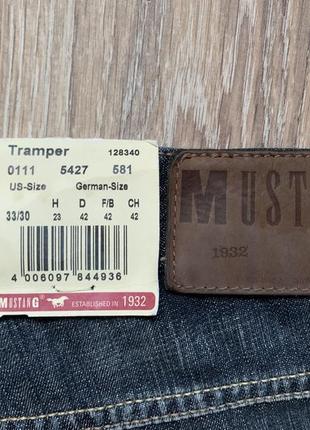 Tramper 128340
0111 5427 581
US-Size German-Size
H D F/B CH
33/30 23 42 42 42
4 006097 844936
MUSTANG ESTABLISHED IN 1932
MUST
1932